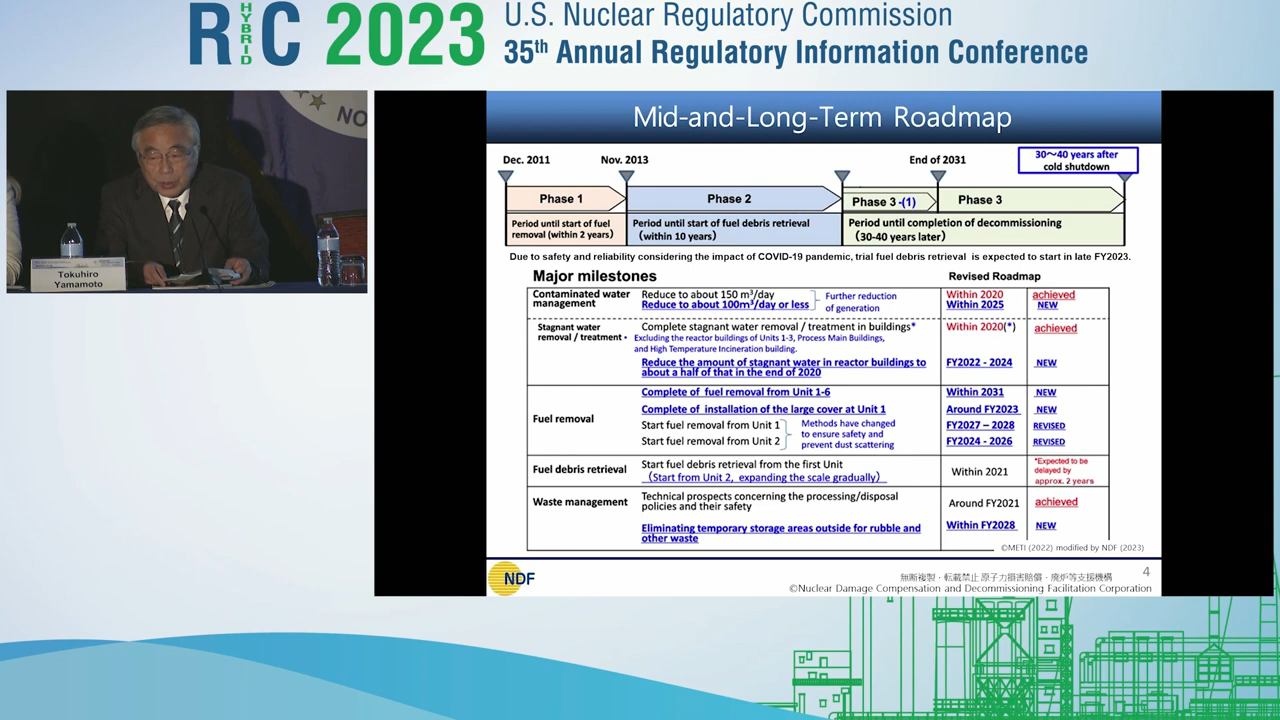 RIC 2023
HYBRID
U.S. Nuclear Regulatory Commission
35th Annual Regulatory Information Conference
NO
Tokuhiro
Yamamoto
Mid-and-Long-Term Roadmap
Dec. 2011
Nov. 2013
End of 2031
30～40 years after
cold shutdown
Phase 1
Phase 2
Phase 3 -(1)
Phase 3
Period until start of fuel
removal (within 2 years)
Period until start of fuel debris retrieval
（within 10 years）
Period until completion of decommissioning
(30-40 years later)
Due to safety and reliability considering the impact of COVID-19 pandemic, trial fuel debris retrieval is expected to start in late FY2023.
Major milestones
Revised Roadmap
Contaminated water
management
Reduce to about 150 m³/day
Reduce to about 100m³/day or less
Further reduction
of generation
Within 2020
achieved
Within 2025
NEW
Stagnant water
removal / treatment •
Complete stagnant water removal / treatment in buildings*
Excluding the reactor buildings of Units 1-3, Process Main Buildings,
and High Temperature Incineration building.
Within 2020(*)
achieved
Reduce the amount of stagnant water in reactor buildings to
about a half of that in the end of 2020
FY2022 - 2024
NEW
Fuel removal
Complete of fuel removal from Unit 1-6
Within 2031
NEW
Complete of installation of the large cover at Unit 1
Around FY2023
NEW
Start fuel removal from Unit 1
Start fuel removal from Unit 2
Methods have changed
to ensure safety and
prevent dust scattering
FY2027 – 2028
REVISED
FY2024 - 2026
REVISED
Fuel debris retrieval
Start fuel debris retrieval from the first Unit
（Start from Unit 2, expanding the scale gradually）
Within 2021
*Expected to be
delayed by
approx. 2 years
Waste management
Technical prospects concerning the processing/disposal
policies and their safety
Around FY2021
achieved
Eliminating temporary storage areas outside for rubble and
other waste
Within FY2028
NEW
©METI (2022) modified by NDF (2023)
NDF
4
無断複製・転載禁止 原子力損害賠償・廃炉等支援機構
©Nuclear Damage Compensation and Decommissioning Facilitation Corporation